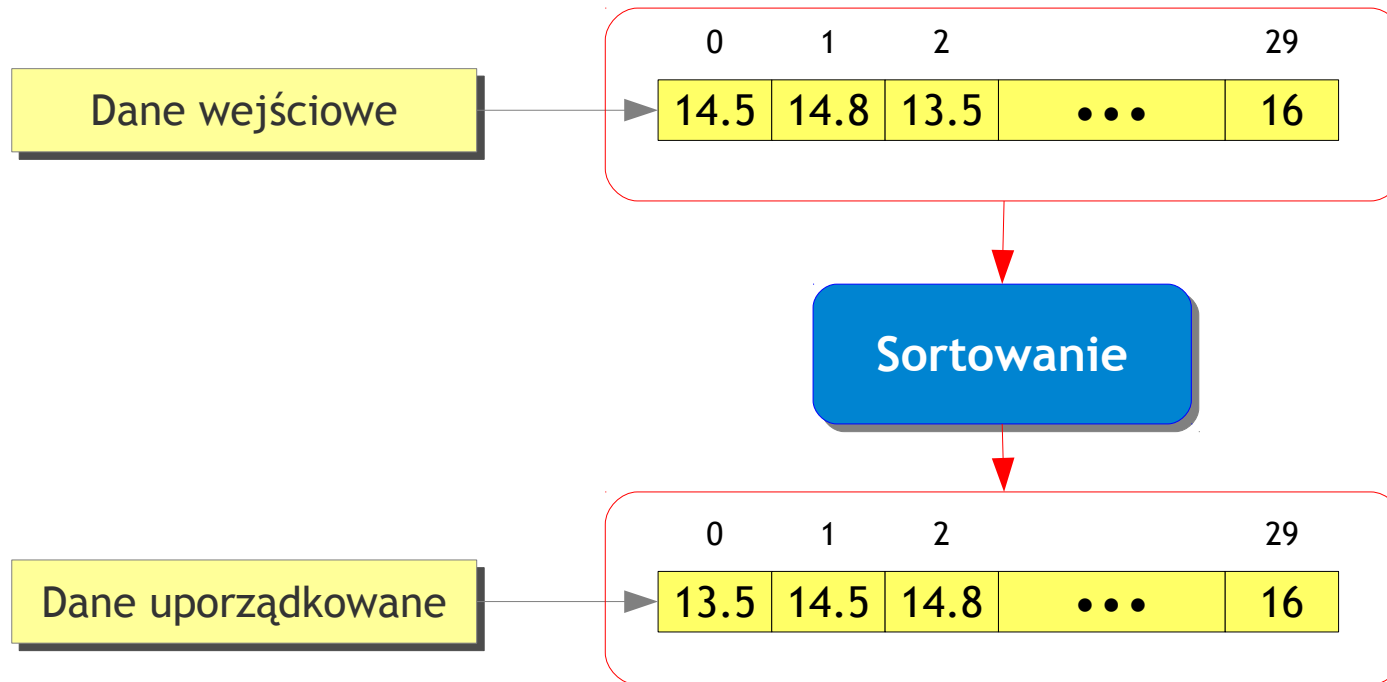 0 1 2 29
Dane wejściowe
14.5 14.8 13.5 ••• 16
Sortowanie
0 1 2 29
Dane uporządkowane
13.5 14.5 14.8 ••• 16